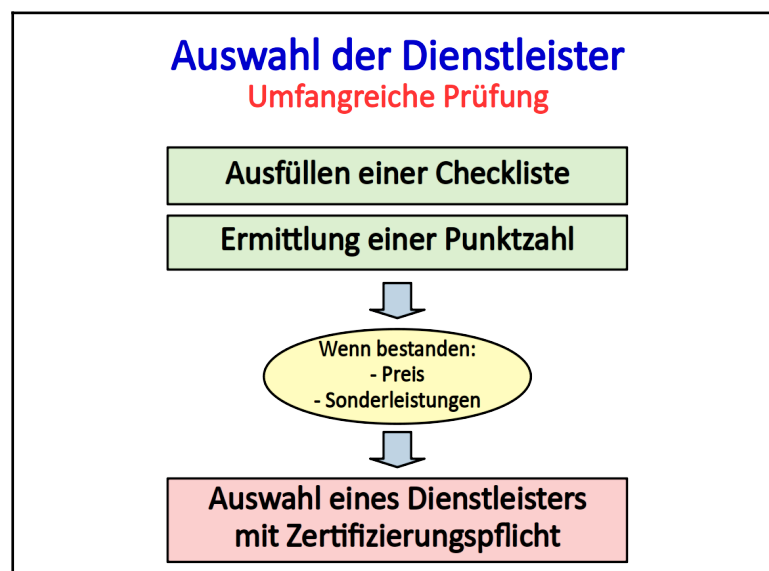 Auswahl der Dienstleister
Umfangreiche Prüfung
Ausfüllen einer Checkliste
Ermittlung einer Punktzahl
Wenn bestanden:
- Preis
- Sonderleistungen
Auswahl eines Dienstleisters
mit Zertifizierungspflicht